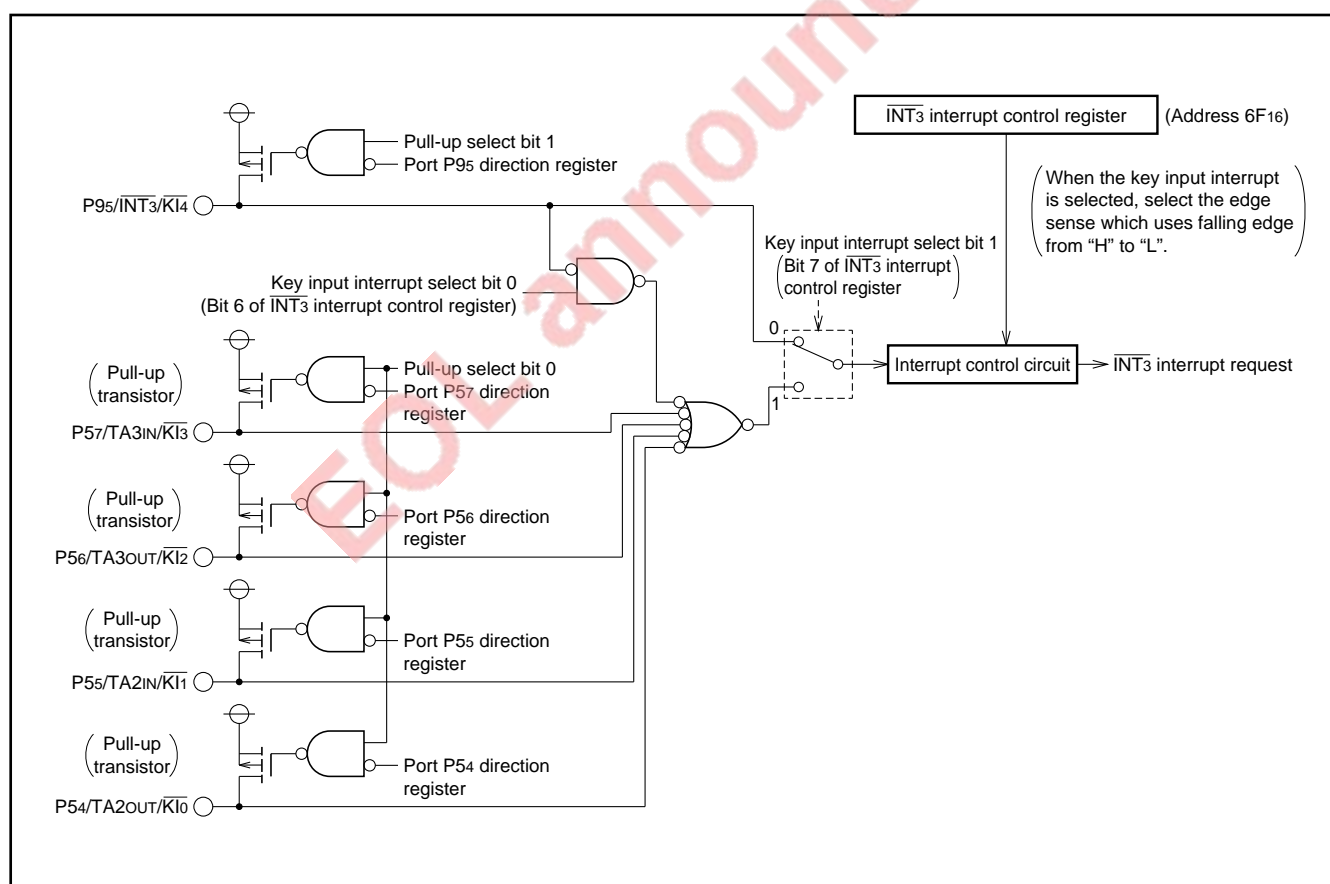 EOL announ
INT3 interrupt control register
(Address 6F16)
Pull-up select bit 1
Port P95 direction register
P95/INT3/KI4
When the key input interrupt
is selected, select the edge
sense which uses falling edge
from “H” to “L”.
Key input interrupt select bit 1
(Bit 7 of INT3 interrupt
control register)
Key input interrupt select bit 0
(Bit 6 of INT3 interrupt control register)
0
1
Interrupt control circuit
INT3 interrupt request
(Pull-up
transistor)
Pull-up select bit 0
Port P57 direction
register
P57/TA3IN/KI3
(Pull-up
transistor)
Port P56 direction
register
P56/TA3OUT/KI2
(Pull-up
transistor)
Port P55 direction
register
P55/TA2IN/KI1
(Pull-up
transistor)
Port P54 direction
register
P54/TA2OUT/KI0